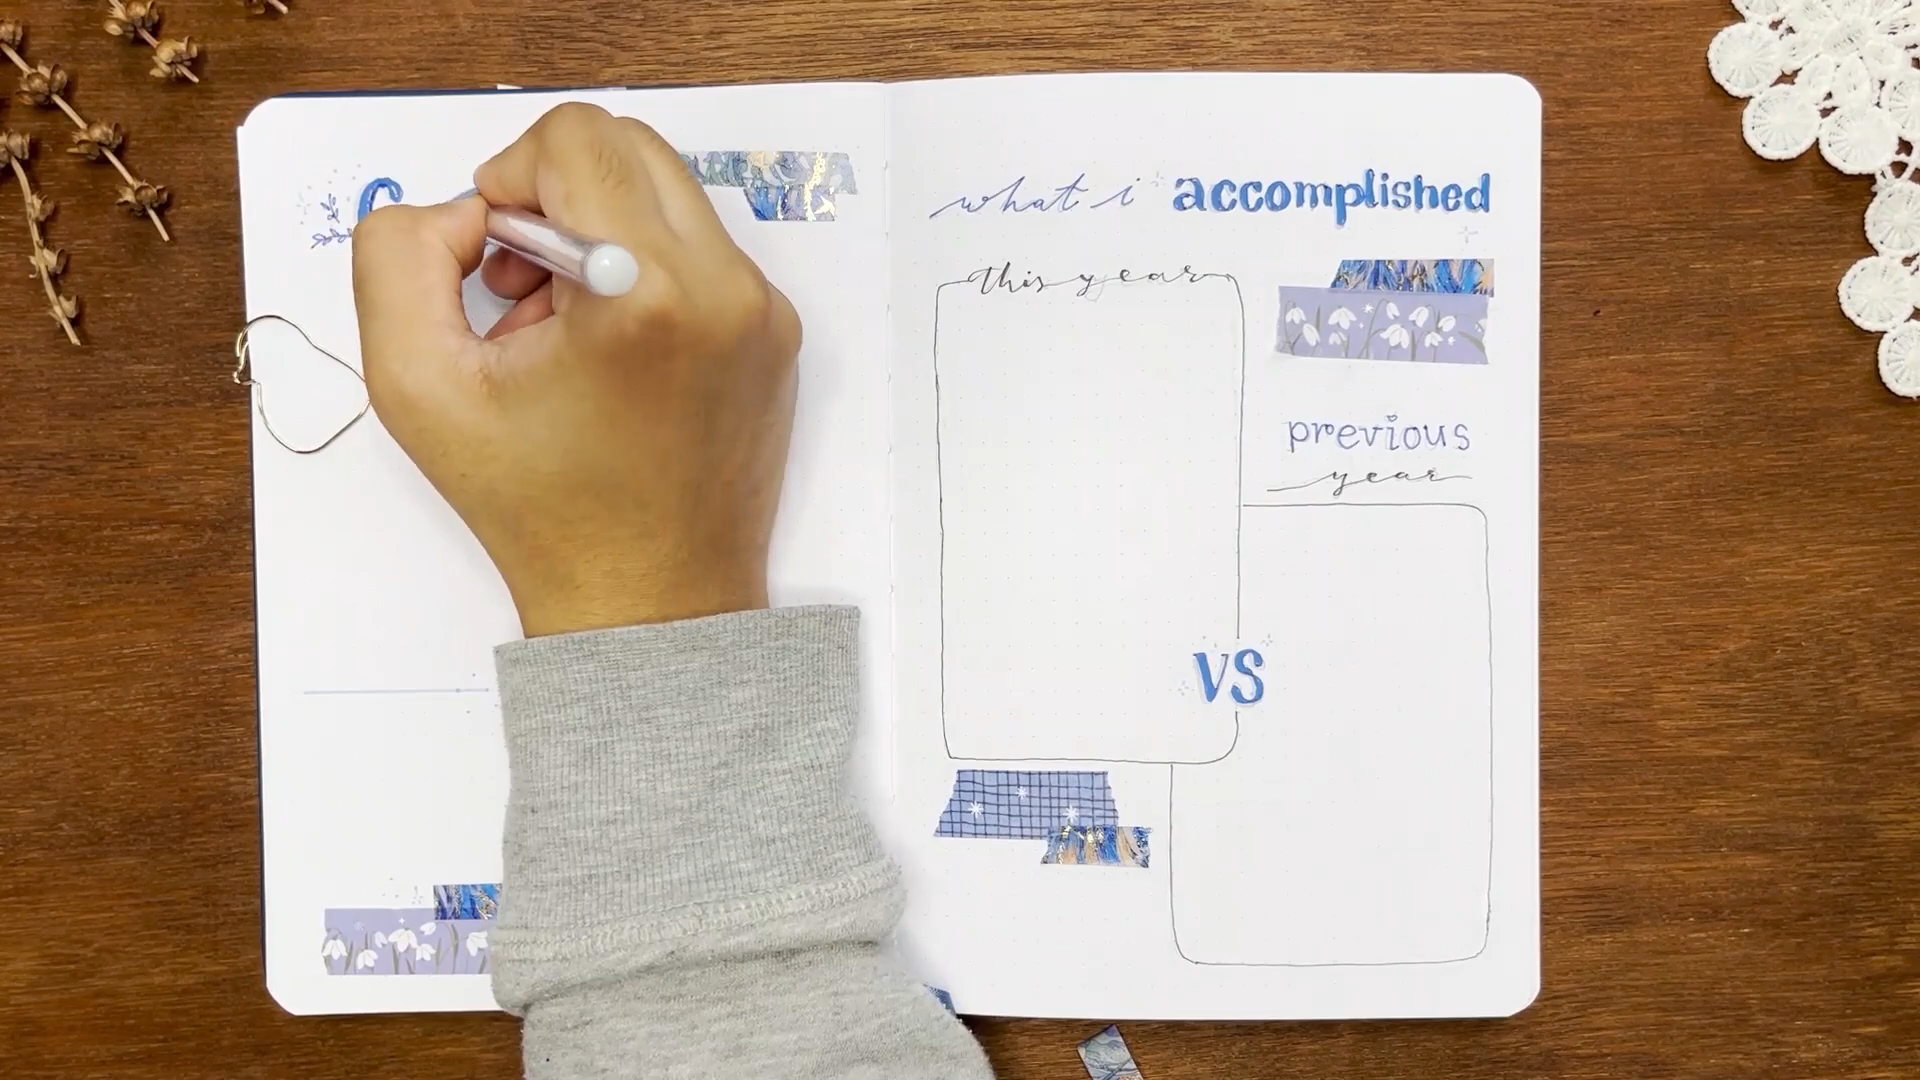 what i accomplished
this year
previous
year
VS